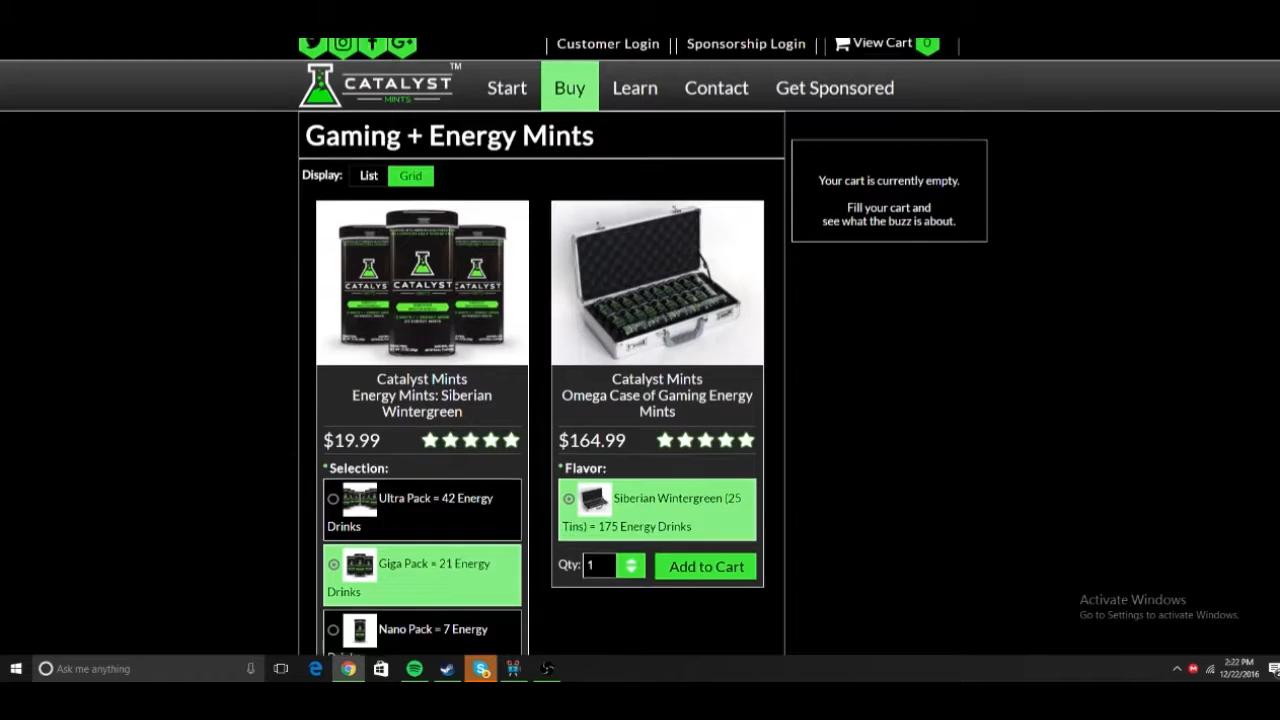 Customer Login
Sponsorship Login
View Cart 0
CATALYST TM
MINTS
Start
Buy
Learn
Contact
Get Sponsored
Gaming + Energy Mints
Display: List Grid
Your cart is currently empty.
Fill your cart and
see what the buzz is about.
CATALYST
CATALYST
CATALYST
Catalyst Mints
Energy Mints: Siberian
Wintergreen
$19.99
*Selection:
Ultra Pack = 42 Energy
Drinks
Giga Pack = 21 Energy
Drinks
Nano Pack = 7 Energy
Catalyst Mints
Omega Case of Gaming Energy
Mints
$164.99
*Flavor:
Siberian Wintergreen (25
Tins) = 175 Energy Drinks
Qty: 1
Add to Cart
Activate Windows
Go to Settings to activate Windows.
Ask me anything
2:22 PM
12/22/2016